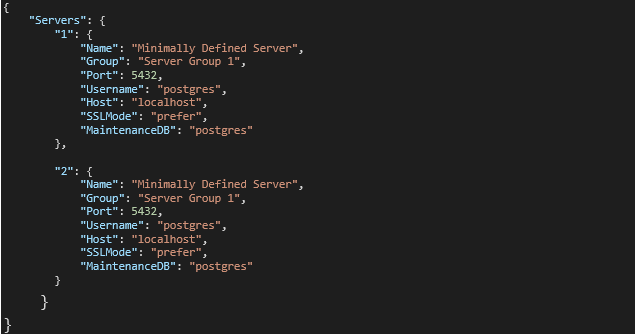 {
    "Servers": {
        "1": {
            "Name": "Minimally Defined Server",
            "Group": "Server Group 1",
            "Port": 5432,
            "Username": "postgres",
            "Host": "localhost",
            "SSLMode": "prefer",
            "MaintenanceDB": "postgres"
        },
        "2": {
            "Name": "Minimally Defined Server",
            "Group": "Server Group 1",
            "Port": 5432,
            "Username": "postgres",
            "Host": "localhost",
            "SSLMode": "prefer",
            "MaintenanceDB": "postgres"
        }
      }
}